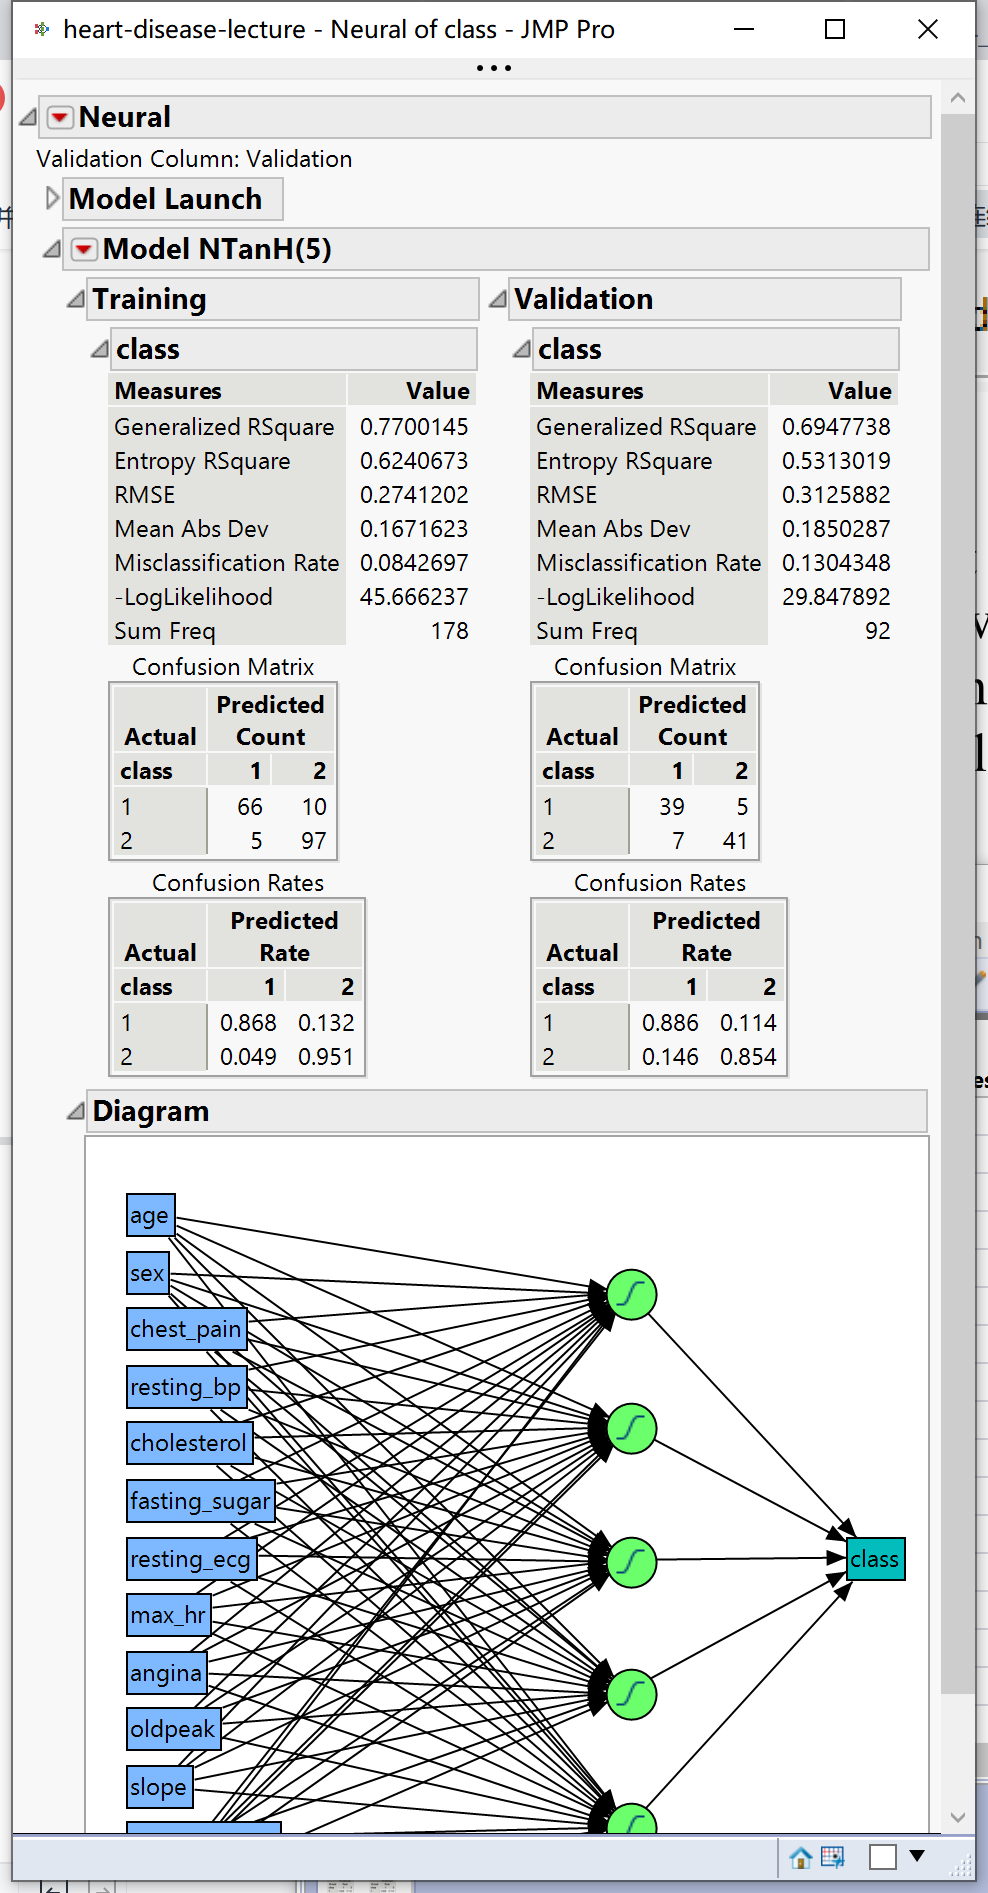 heart-disease-lecture - Neural of class - JMP Pro
Neural
Validation Column: Validation
Model Launch
Model NTanH(5)
Training
class
Measures Value
Generalized RSquare 0.7700145
Entropy RSquare 0.6240673
RMSE 0.2741202
Mean Abs Dev 0.1671623
Misclassification Rate 0.0842697
-LogLikelihood 45.666237
Sum Freq 178
Confusion Matrix
Predicted
Actual Count
class 1 2
1 66 10
2 5 97
Confusion Rates
Predicted
Actual Rate
class 1 2
1 0.868 0.132
2 0.049 0.951
Validation
class
Measures Value
Generalized RSquare 0.6947738
Entropy RSquare 0.5313019
RMSE 0.3125882
Mean Abs Dev 0.1850287
Misclassification Rate 0.1304348
-LogLikelihood 29.847892
Sum Freq 92
Confusion Matrix
Predicted
Actual Count
class 1 2
1 39 5
2 7 41
Confusion Rates
Predicted
Actual Rate
class 1 2
1 0.886 0.114
2 0.146 0.854
Diagram
age
sex
chest_pain
resting_bp
cholesterol
fasting_sugar
resting_ecg
max_hr
angina
oldpeak
slope
class